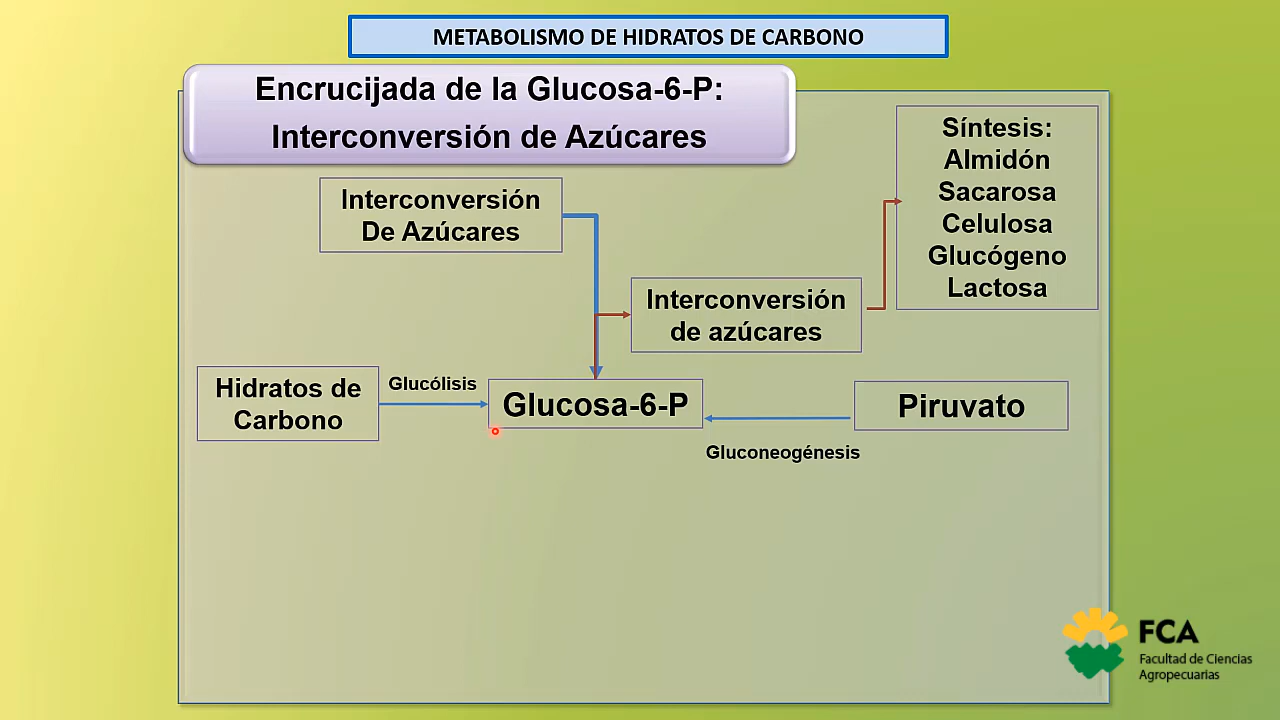 METABOLISMO DE HIDRATOS DE CARBONO
Encrucijada de la Glucosa-6-P:
Interconversión de Azúcares
Síntesis:
Almidón
Sacarosa
Celulosa
Glucógeno
Lactosa
Interconversión
De Azúcares
Interconversión
de azúcares
Hidratos de
Carbono
Glucólisis
Glucosa-6-P
Piruvato
Gluconeogénesis
FCA
Facultad de Ciencias
Agropecuarias